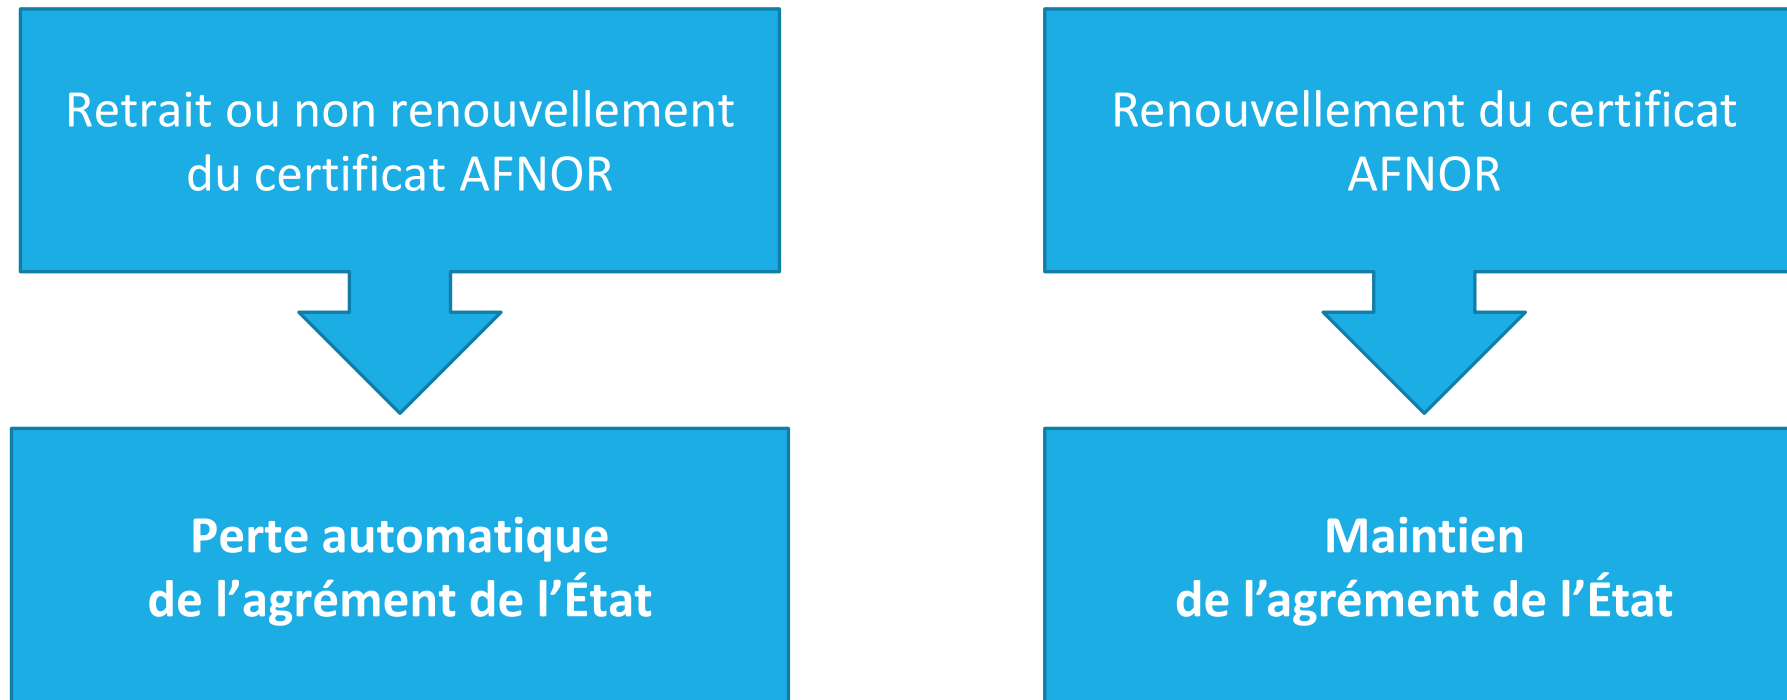 Retrait ou non renouvellement
du certificat AFNOR
Perte automatique
de l’agrément de l’État
Renouvellement du certificat
AFNOR
Maintien
de l’agrément de l’État